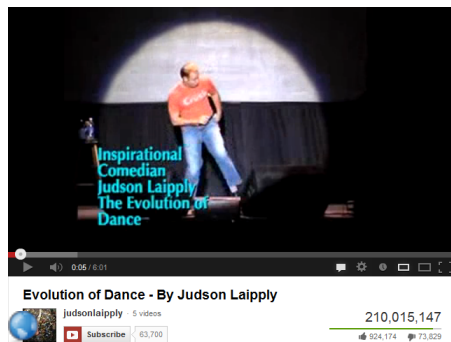 Inspirational
Comedian
Judson Laipply
The Evolution of
Dance
0:05 / 6:01
Evolution of Dance - By Judson Laipply
judsonlaipply · 5 videos
210,015,147
Subscribe 63,700
924,174 73,829